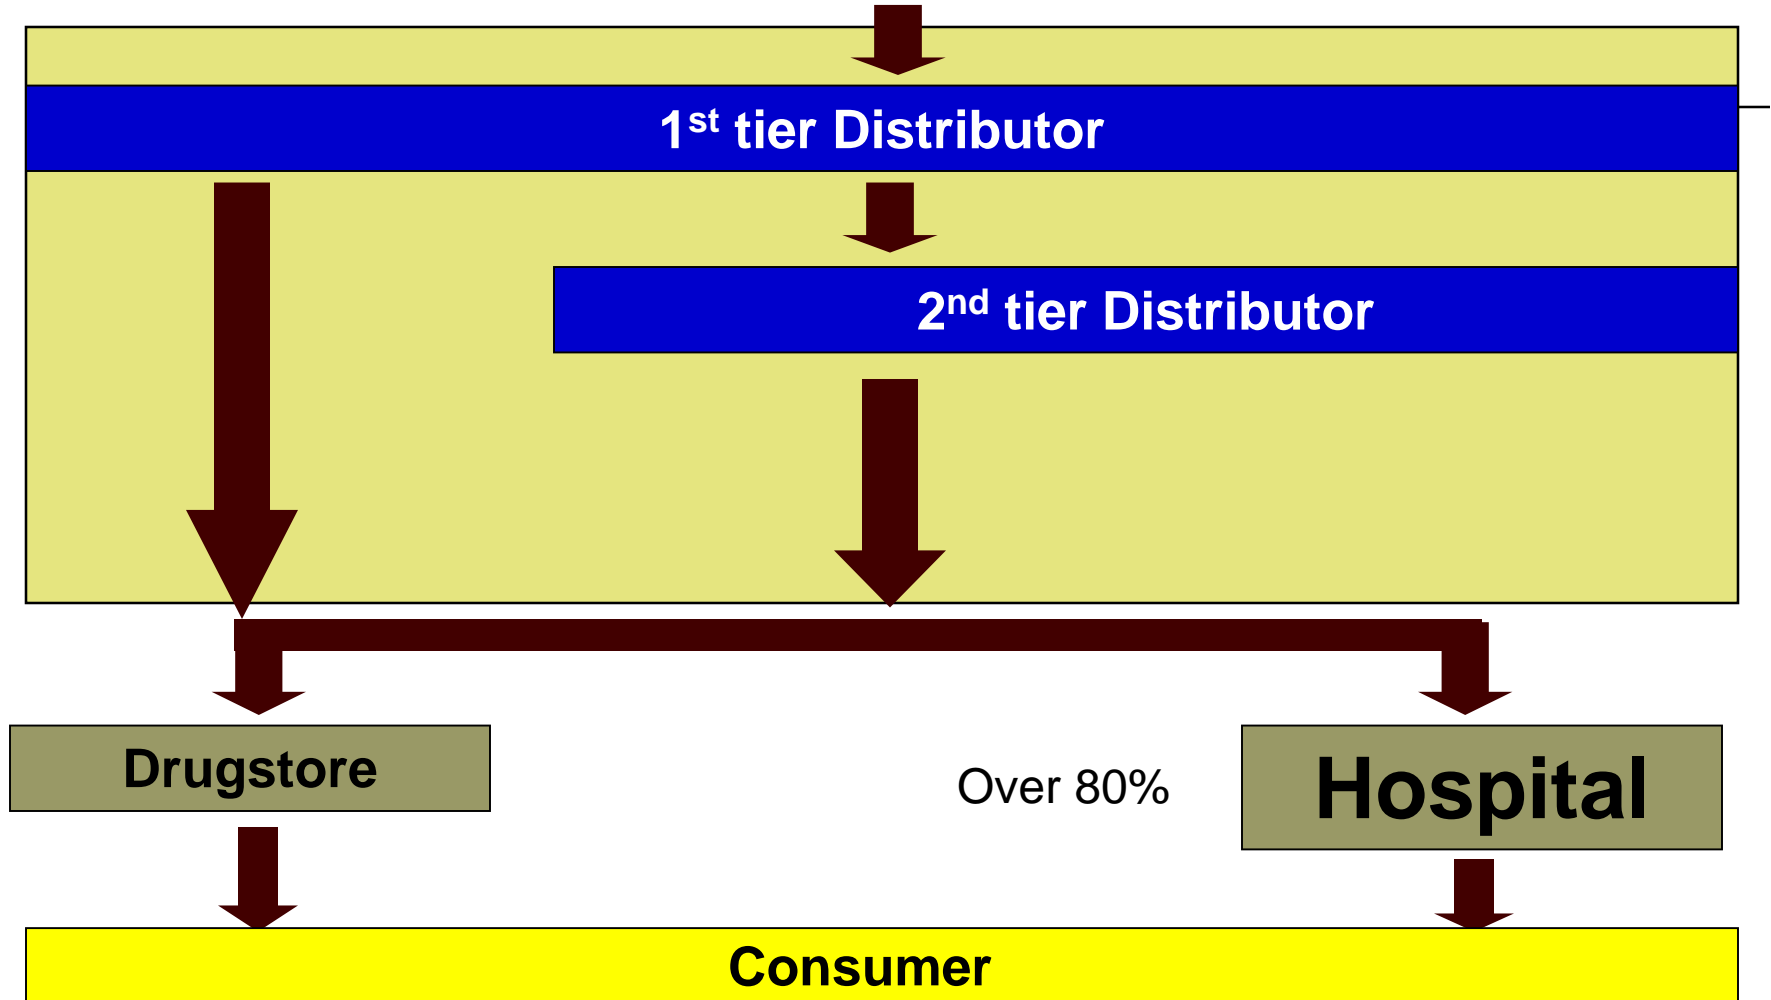 1st tier Distributor
2nd tier Distributor
Drugstore
Over 80%
Hospital
Consumer